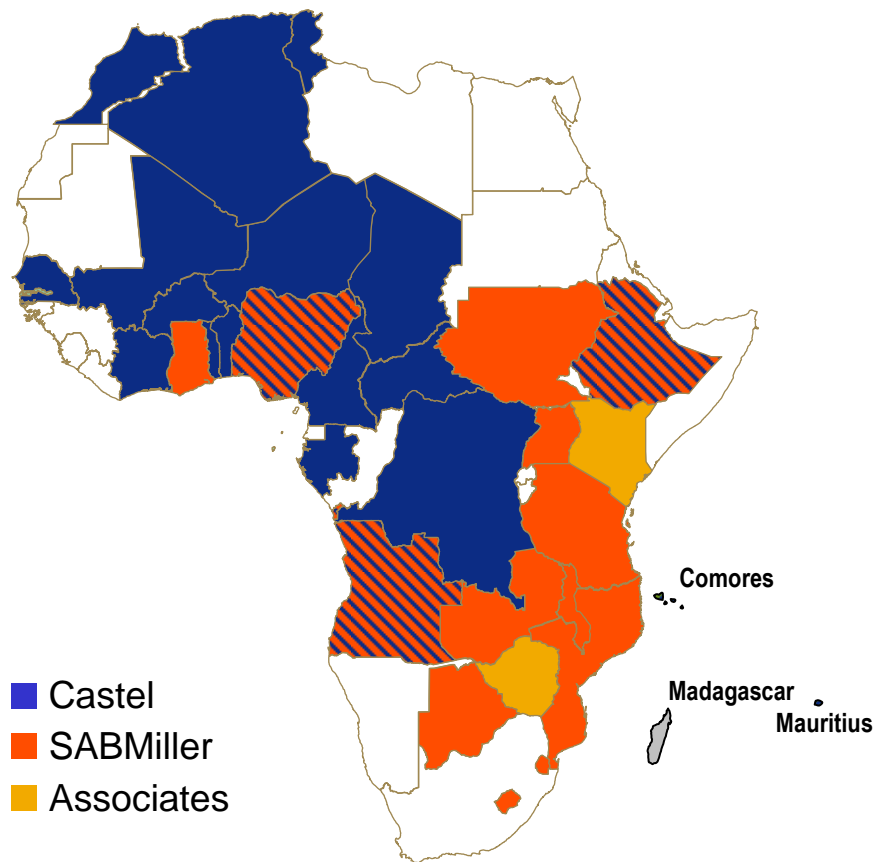 Comores
Madagascar
Mauritius
Castel
SABMiller
Associates